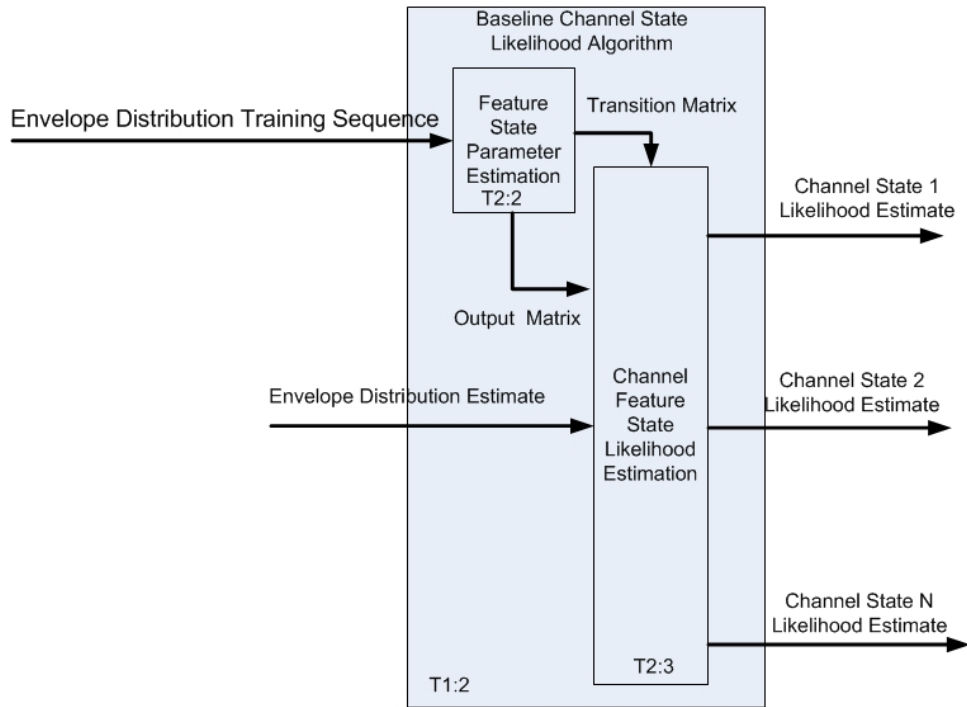 Baseline Channel State
Likelihood Algorithm
Envelope Distribution Training Sequence
Feature
State
Parameter
Estimation
T2:2
Transition Matrix
Output Matrix
Channel State 1
Likelihood Estimate
Envelope Distribution Estimate
Channel
Feature
State
Likelihood
Estimation
Channel State 2
Likelihood Estimate
Channel State N
Likelihood Estimate
T2:3
T1:2